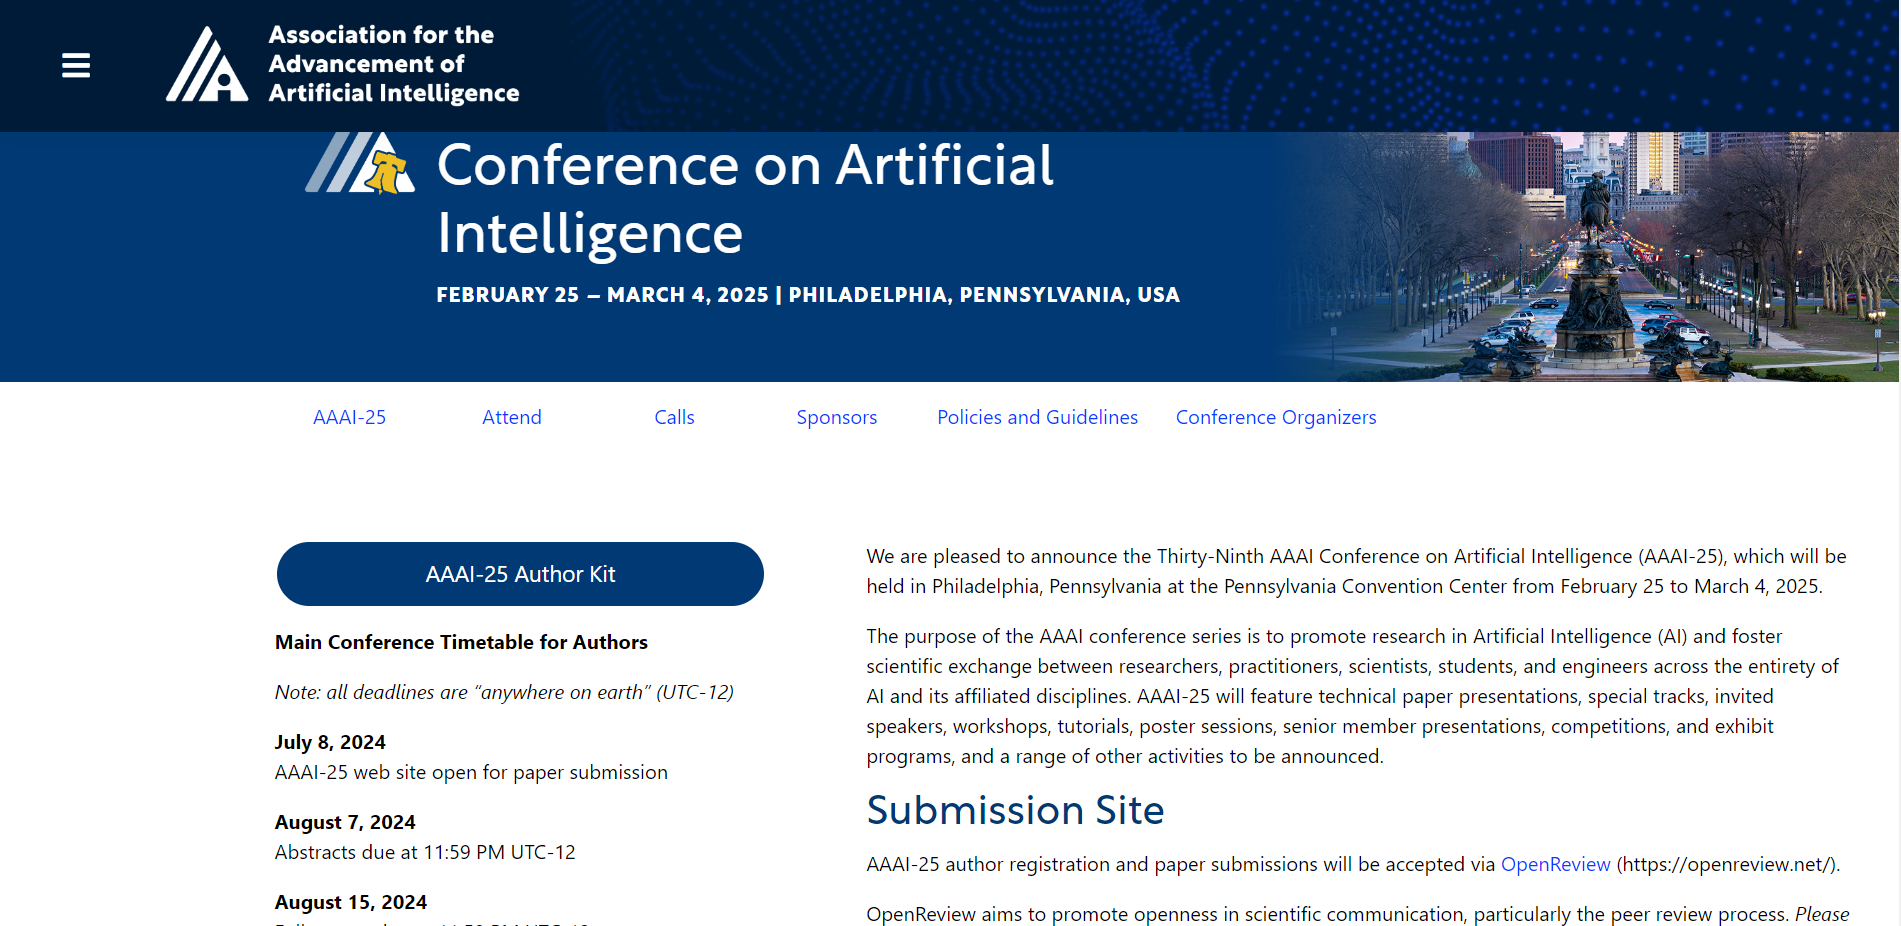 Association for the
Advancement of
Artificial Intelligence
Conference on Artificial
Intelligence
FEBRUARY 25 – MARCH 4, 2025 | PHILADELPHIA, PENNSYLVANIA, USA
AAAI-25 Attend Calls Sponsors Policies and Guidelines Conference Organizers
AAAI-25 Author Kit
Main Conference Timetable for Authors
Note: all deadlines are “anywhere on earth” (UTC-12)
July 8, 2024
AAAI-25 web site open for paper submission
August 7, 2024
Abstracts due at 11:59 PM UTC-12
August 15, 2024
We are pleased to announce the Thirty-Ninth AAAI Conference on Artificial Intelligence (AAAI-25), which will be
held in Philadelphia, Pennsylvania at the Pennsylvania Convention Center from February 25 to March 4, 2025.
The purpose of the AAAI conference series is to promote research in Artificial Intelligence (AI) and foster
scientific exchange between researchers, practitioners, scientists, students, and engineers across the entirety of
AI and its affiliated disciplines. AAAI-25 will feature technical paper presentations, special tracks, invited
speakers, workshops, tutorials, poster sessions, senior member presentations, competitions, and exhibit
programs, and a range of other activities to be announced.
Submission Site
AAAI-25 author registration and paper submissions will be accepted via OpenReview (https://openreview.net/).
OpenReview aims to promote openness in scientific communication, particularly the peer review process. Please